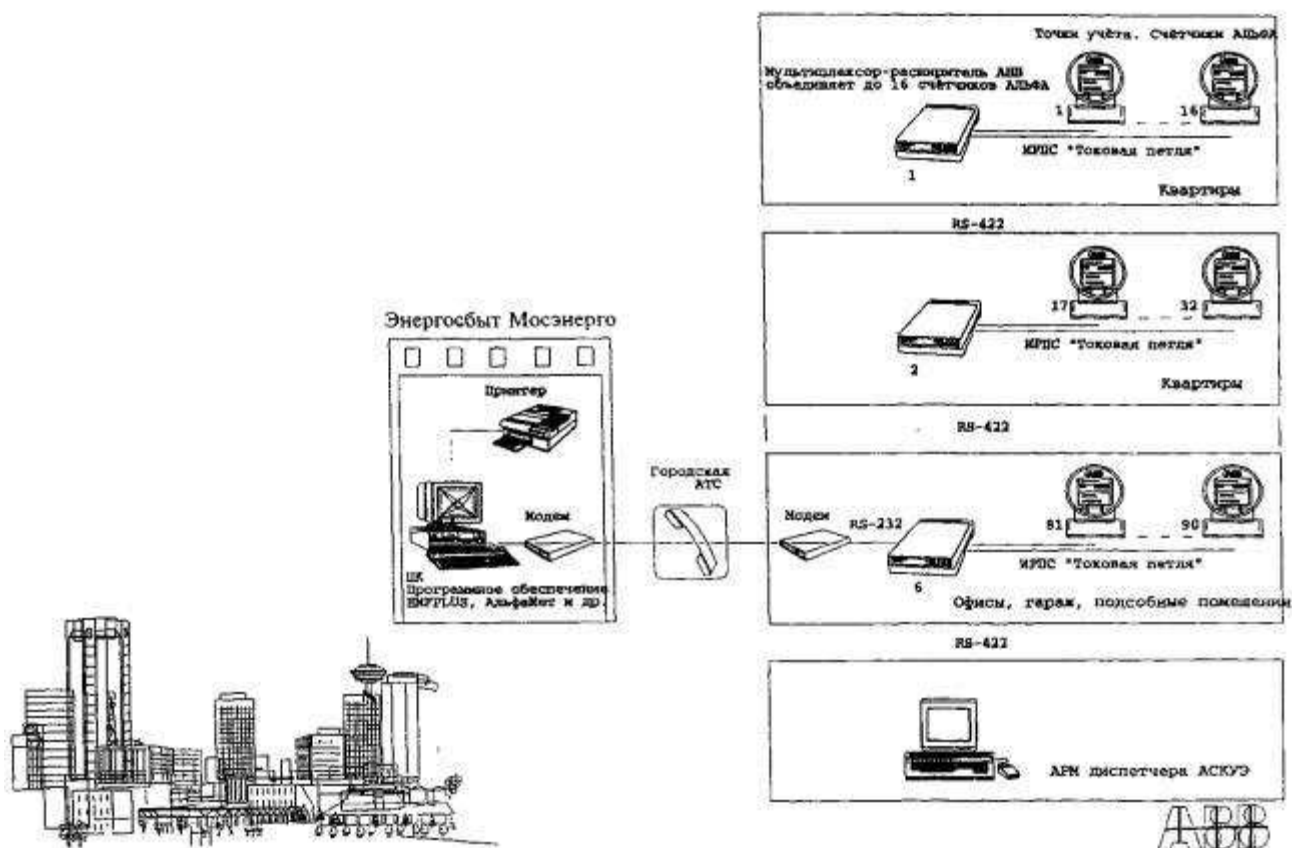 Точки учёта. Счётчики АЛЬФА
Мультиплексор-расширитель АВВ
объединяет до 16 счётчиков АЛЬФА
1
16
ИРПС "Токовая петля"
1
Квартиры
RS-422
17
32
ИРПС "Токовая петля"
2
Квартиры
RS-422
Энергосбыт Мосэнерго
Принтер
Модем
ПК
Программное обеспечение
EMFPLUS, АльфаМет и др.
Городская
АТС
Модем
RS-232
81
90
ИРПС "Токовая петля"
6
Офисы, гараж, подсобные помещения
RS-422
АРМ диспетчера АСКУЭ
ABB